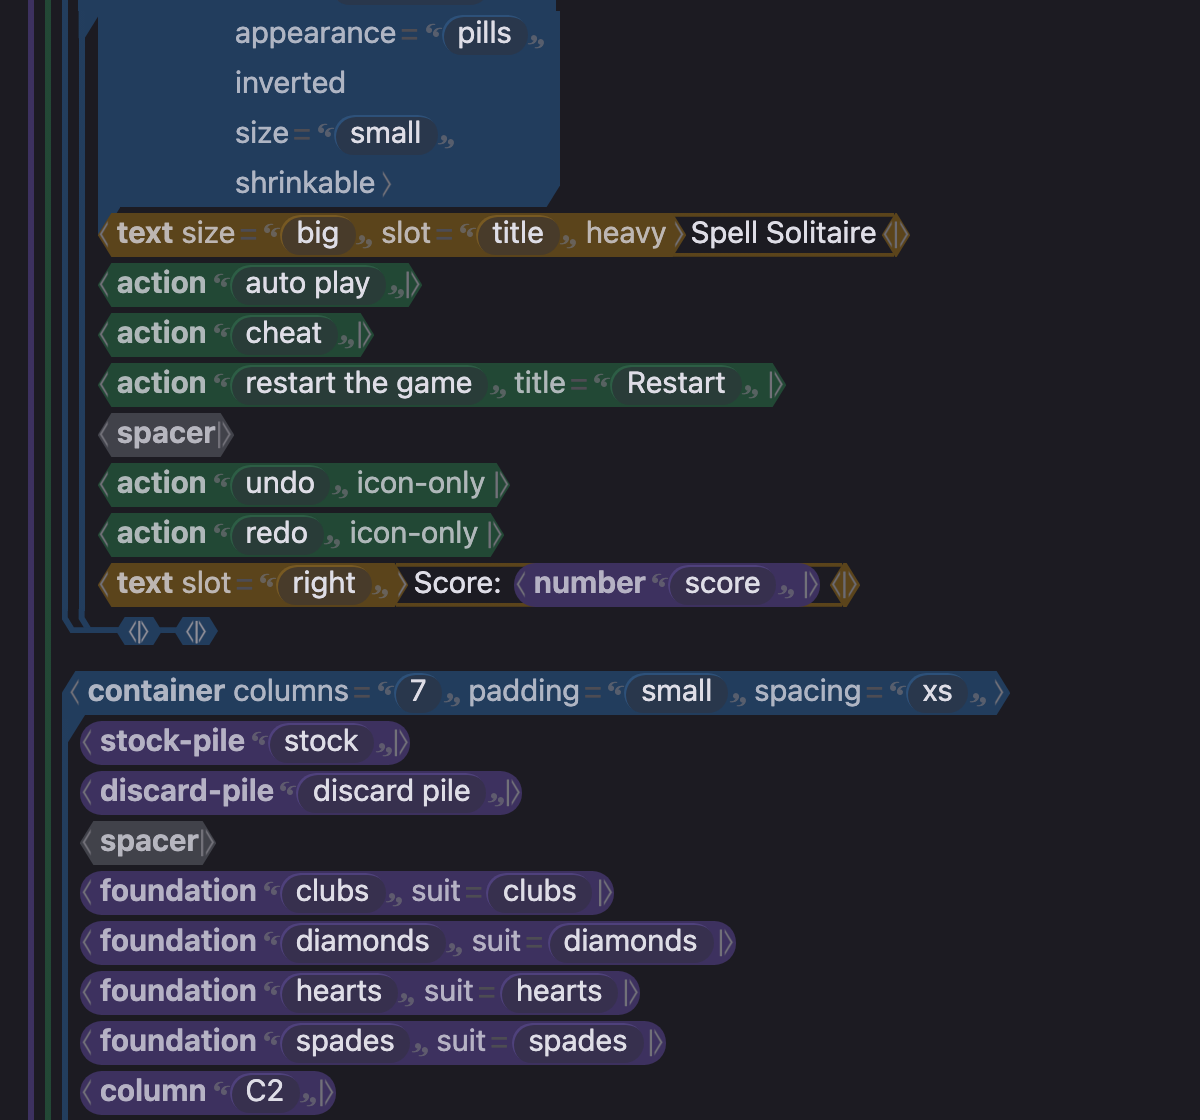 appearance=“pills”
inverted
size=“small”
shrinkable〉
〈text size=“big”, slot=“title”, heavy〉Spell Solitaire〈|〉
〈action “auto play”|〉
〈action “cheat”|〉
〈action “restart the game” title=“Restart”|〉
〈spacer|〉
〈action “undo” icon-only|〉
〈action “redo” icon-only|〉
〈text slot=“right”〉Score: 〈number “score”|〉〈|〉
〈|〉 〈|〉
〈container columns=“7” padding=“small” spacing=“xs”〉
〈stock-pile “stock”|〉
〈discard-pile “discard pile”|〉
〈spacer|〉
〈foundation “clubs” suit=clubs|〉
〈foundation “diamonds” suit=diamonds|〉
〈foundation “hearts” suit=hearts|〉
〈foundation “spades” suit=spades|〉
〈column “C2”|〉